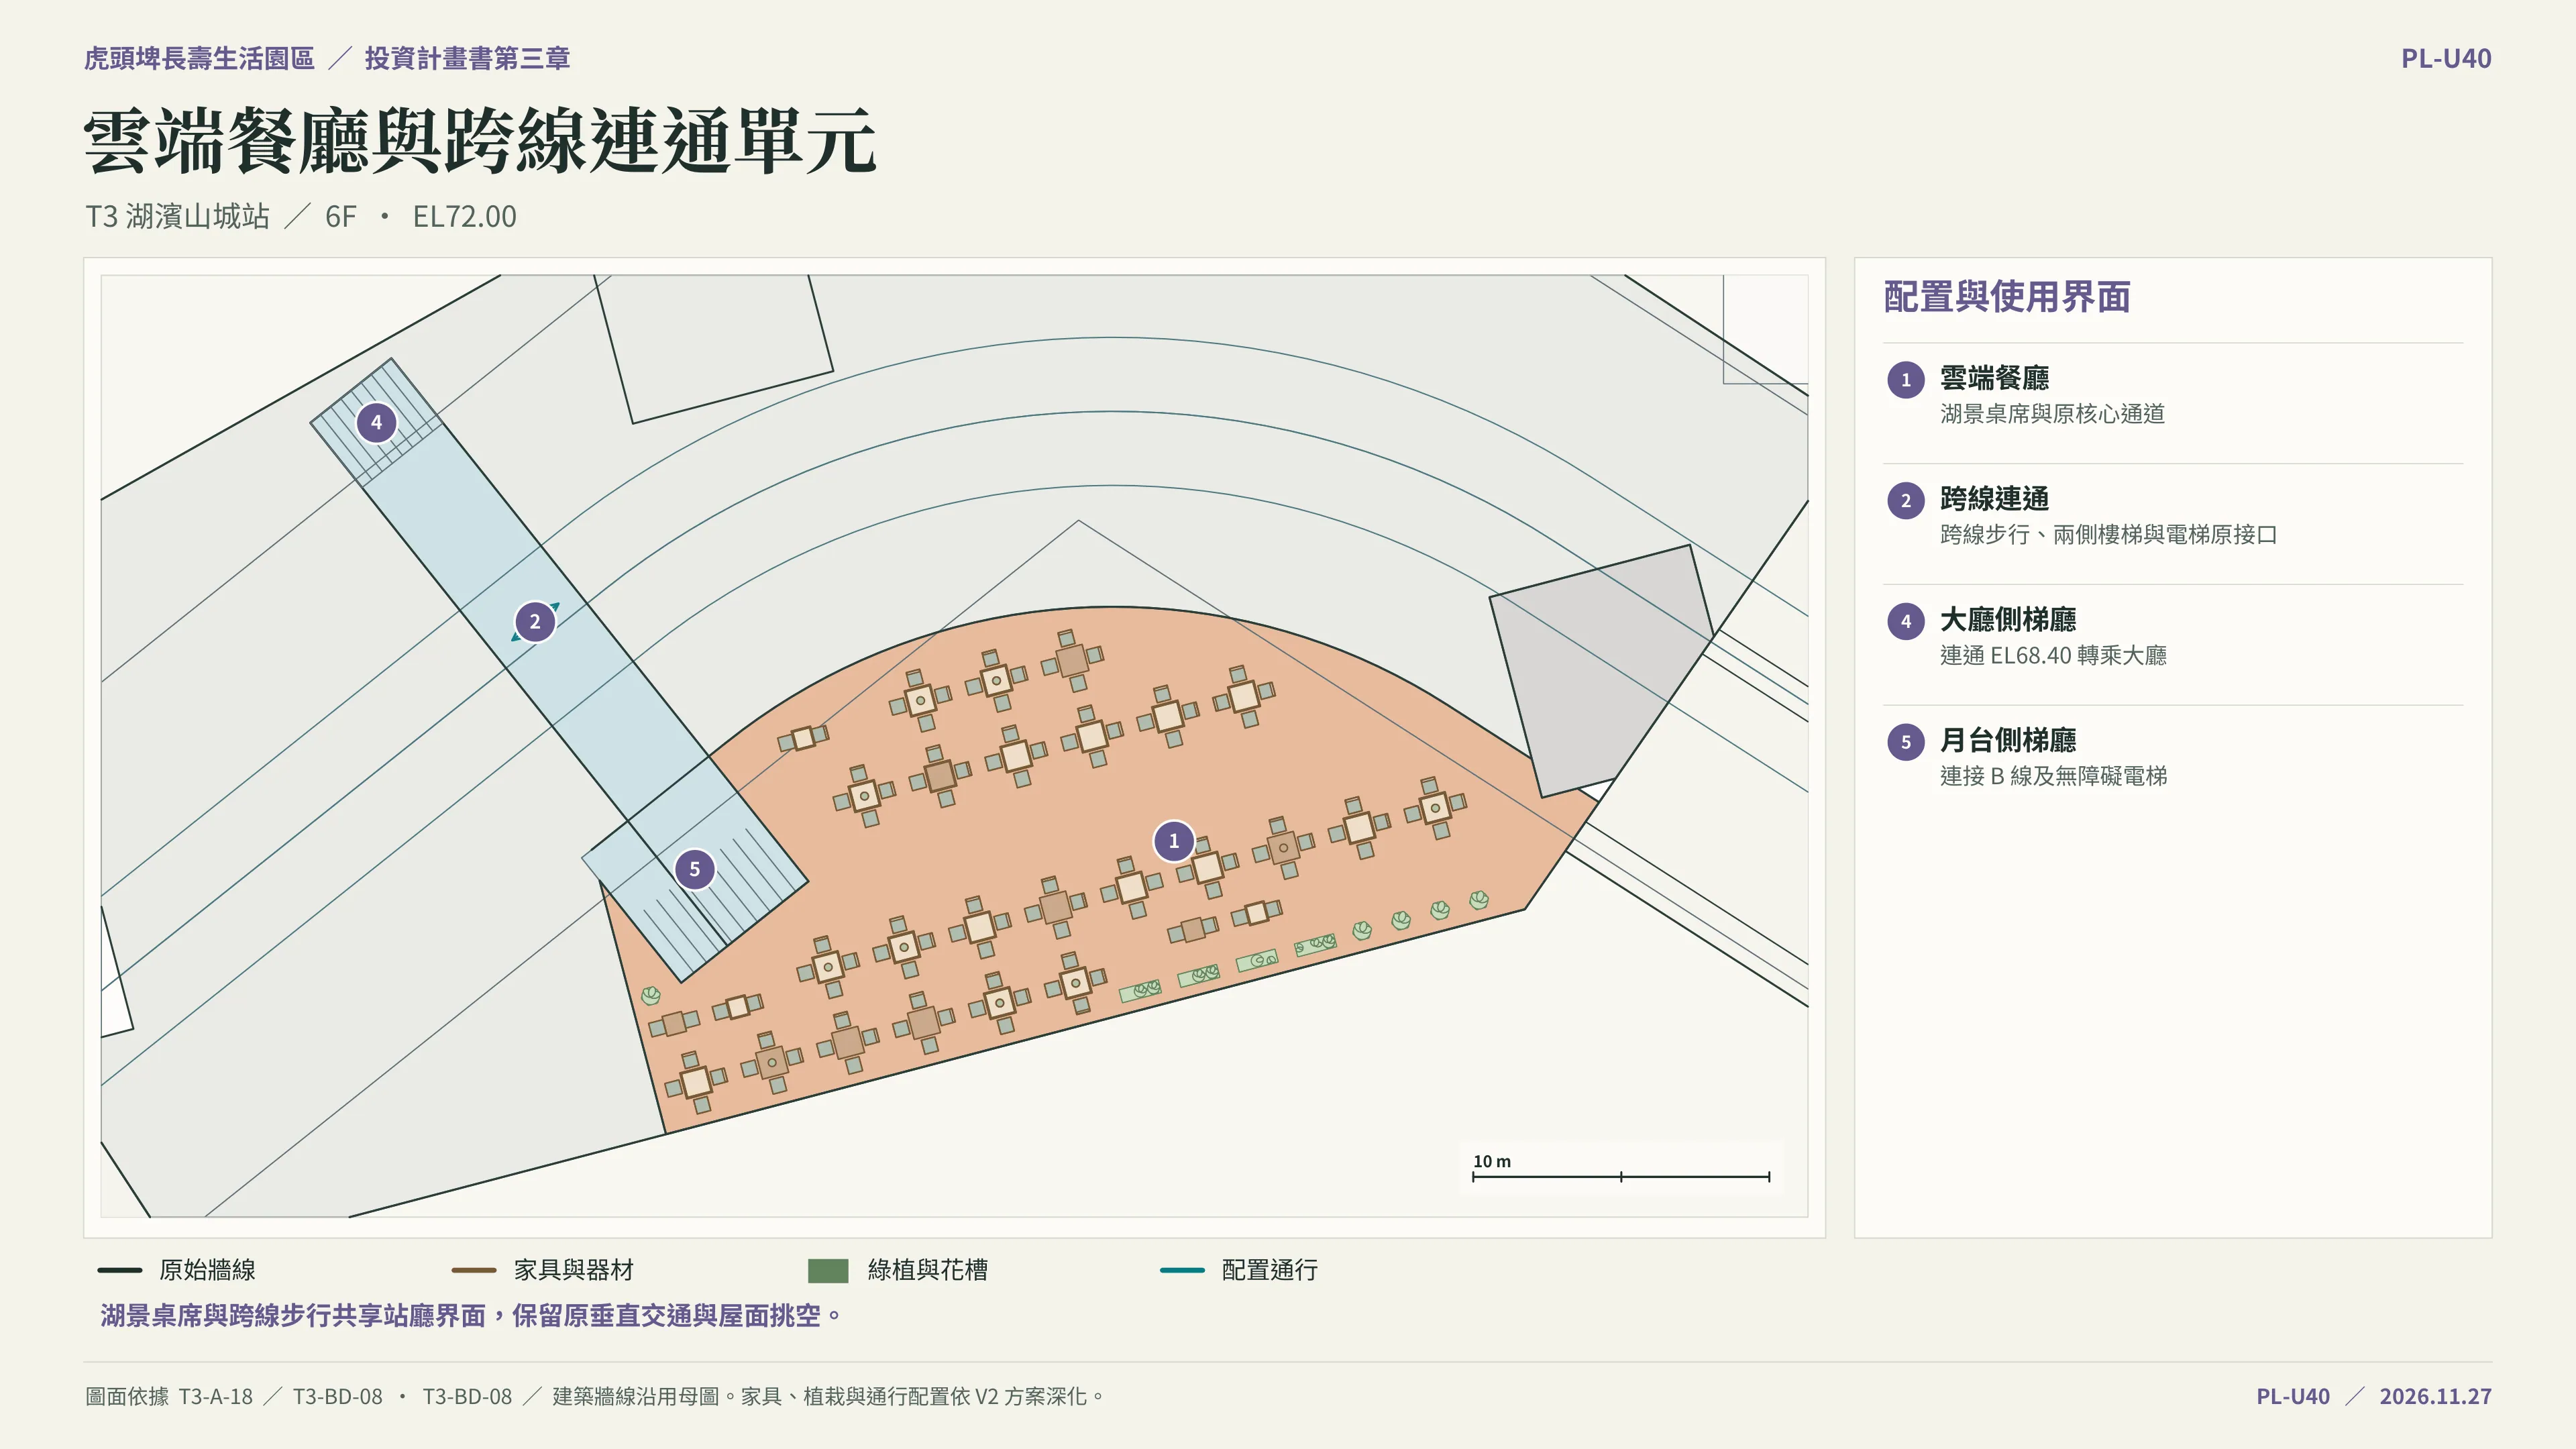 虎頭埤長壽生活園區 ／ 投資計畫書第三章
PL-U40
雲端餐廳與跨線連通單元
T3 湖濱山城站 ／ 6F ・ EL72.00
4
2
5
1
10 m
配置與使用界面
1 雲端餐廳
湖景桌席與原核心通道
2 跨線連通
跨線步行、兩側樓梯與電梯原接口
4 大廳側梯廳
連通 EL68.40 轉乘大廳
5 月台側梯廳
連接 B 線及無障礙電梯
原始牆線
家具與器材
綠植與花槽
配置通行
湖景桌席與跨線步行共享站廳界面，保留原垂直交通與屋面挑空。
圖面依據 T3-A-18 ／ T3-BD-08 ・ T3-BD-08 ／ 建築牆線沿用母圖。家具、植栽與通行配置依 V2 方案深化。
PL-U40 ／ 2026.11.27